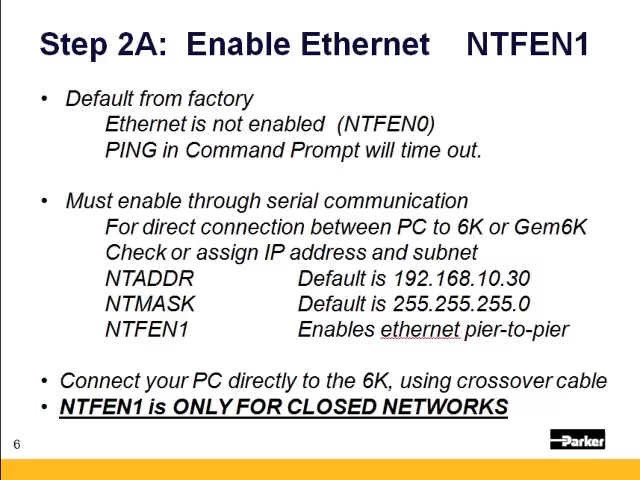 Step 2A: Enable Ethernet NTFEN1
• Default from factory
Ethernet is not enabled (NTFEN0)
PING in Command Prompt will time out.
• Must enable through serial communication
For direct connection between PC to 6K or Gem6K
Check or assign IP address and subnet
NTADDR Default is 192.168.10.30
NTMASK Default is 255.255.255.0
NTFEN1 Enables ethernet pier-to-pier
• Connect your PC directly to the 6K, using crossover cable
• NTFEN1 is ONLY FOR CLOSED NETWORKS
6
Parker